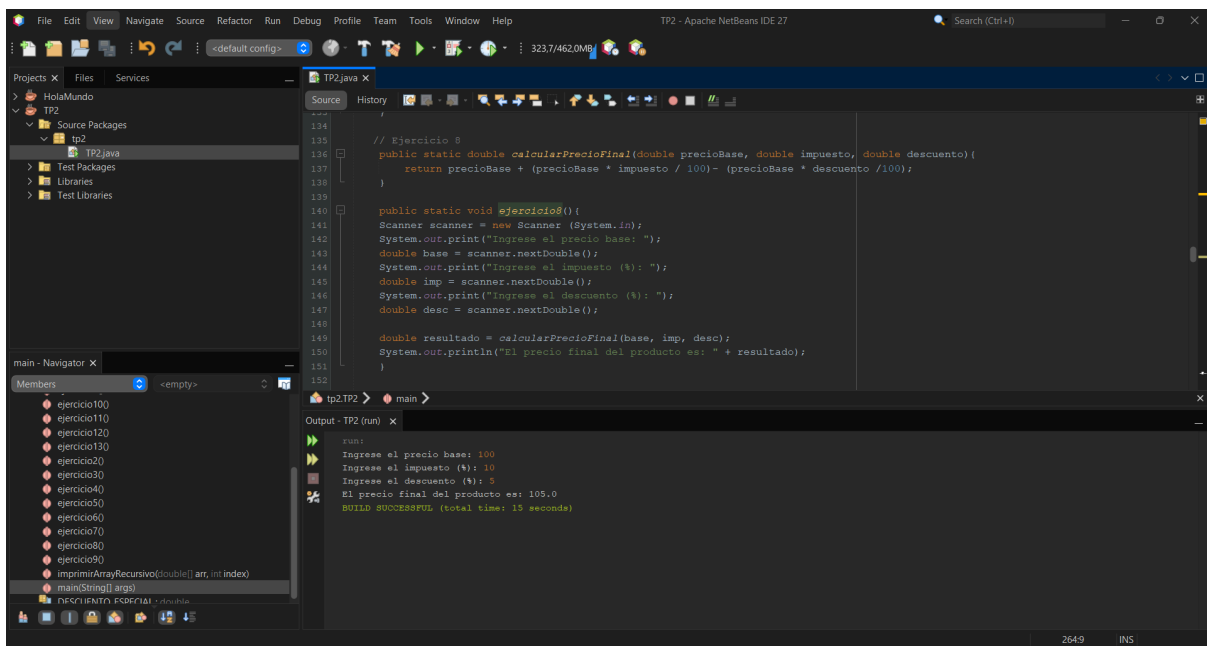 File Edit View Navigate Source Refactor Run Debug Profile Team Tools Window Help TP2 - Apache NetBeans IDE 27 Search (Ctrl+I)
<default config> 323,7/462,0MB
Projects Files Services
HolaMundo
TP2
Source Packages
tp2
TP2.java
Test Packages
Libraries
Test Libraries
main - Navigator
Members <empty>
ejercicio10()
ejercicio11()
ejercicio12()
ejercicio13()
ejercicio2()
ejercicio3()
ejercicio4()
ejercicio5()
ejercicio6()
ejercicio7()
ejercicio8()
ejercicio9()
imprimirArrayRecursivo(double[] arr, int index)
main(String[] args)
DESCUENTO_ESPECIAL : double
TP2.java
Source History
133 }
134
135 // Ejercicio 8
136 public static double calcularPrecioFinal(double precioBase, double impuesto, double descuento){
137 return precioBase + (precioBase * impuesto / 100)- (precioBase * descuento /100);
138 }
139
140 public static void ejercicio8(){
141 Scanner scanner = new Scanner (System.in);
142 System.out.print("Ingrese el precio base: ");
143 double base = scanner.nextDouble();
144 System.out.print("Ingrese el impuesto (%): ");
145 double imp = scanner.nextDouble();
146 System.out.print("Ingrese el descuento (%): ");
147 double desc = scanner.nextDouble();
148
149 double resultado = calcularPrecioFinal(base, imp, desc);
150 System.out.println("El precio final del producto es: " + resultado);
151 }
152
tp2.TP2 main
Output - TP2 (run)
run:
Ingrese el precio base: 100
Ingrese el impuesto (%): 10
Ingrese el descuento (%): 5
El precio final del producto es: 105.0
BUILD SUCCESSFUL (total time: 15 seconds)
264:9 INS